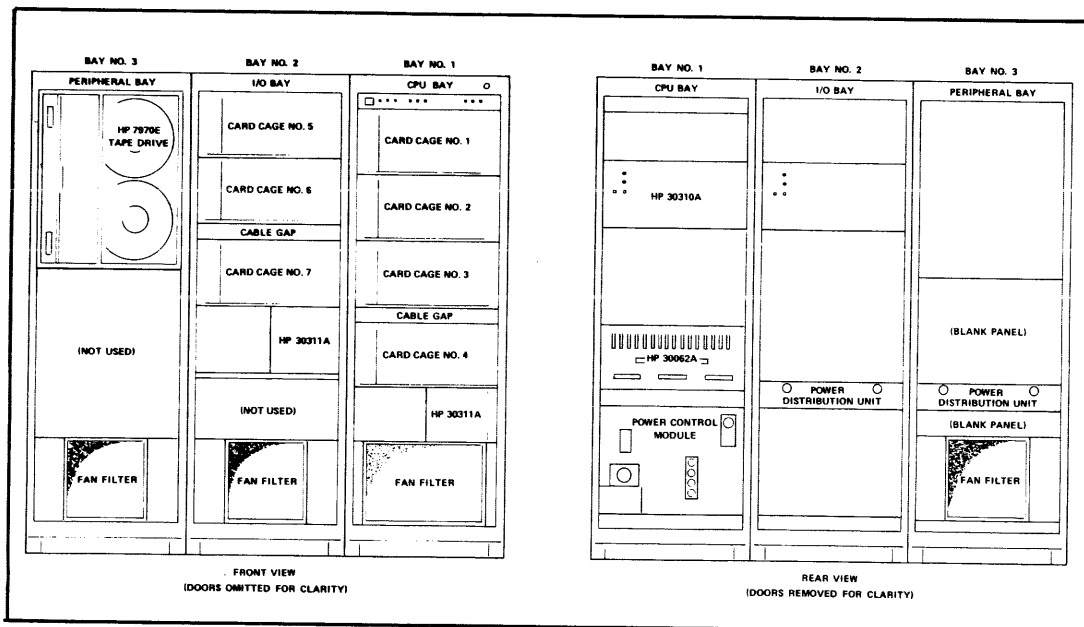 BAY NO. 3
PERIPHERAL BAY
HP 7970E
TAPE DRIVE
(NOT USED)
FAN FILTER
BAY NO. 2
I/O BAY
CARD CAGE NO. 5
CARD CAGE NO. 6
CABLE GAP
CARD CAGE NO. 7
HP 30311A
(NOT USED)
FAN FILTER
BAY NO. 1
CPU BAY
CARD CAGE NO. 1
CARD CAGE NO. 2
CARD CAGE NO. 3
CABLE GAP
CARD CAGE NO. 4
HP 30311A
FAN FILTER
FRONT VIEW
(DOORS OMITTED FOR CLARITY)
BAY NO. 1
CPU BAY
HP 30310A
HP 30062A
POWER CONTROL
MODULE
BAY NO. 2
I/O BAY
POWER
DISTRIBUTION UNIT
BAY NO. 3
PERIPHERAL BAY
(BLANK PANEL)
POWER
DISTRIBUTION UNIT
(BLANK PANEL)
FAN FILTER
REAR VIEW
(DOORS REMOVED FOR CLARITY)